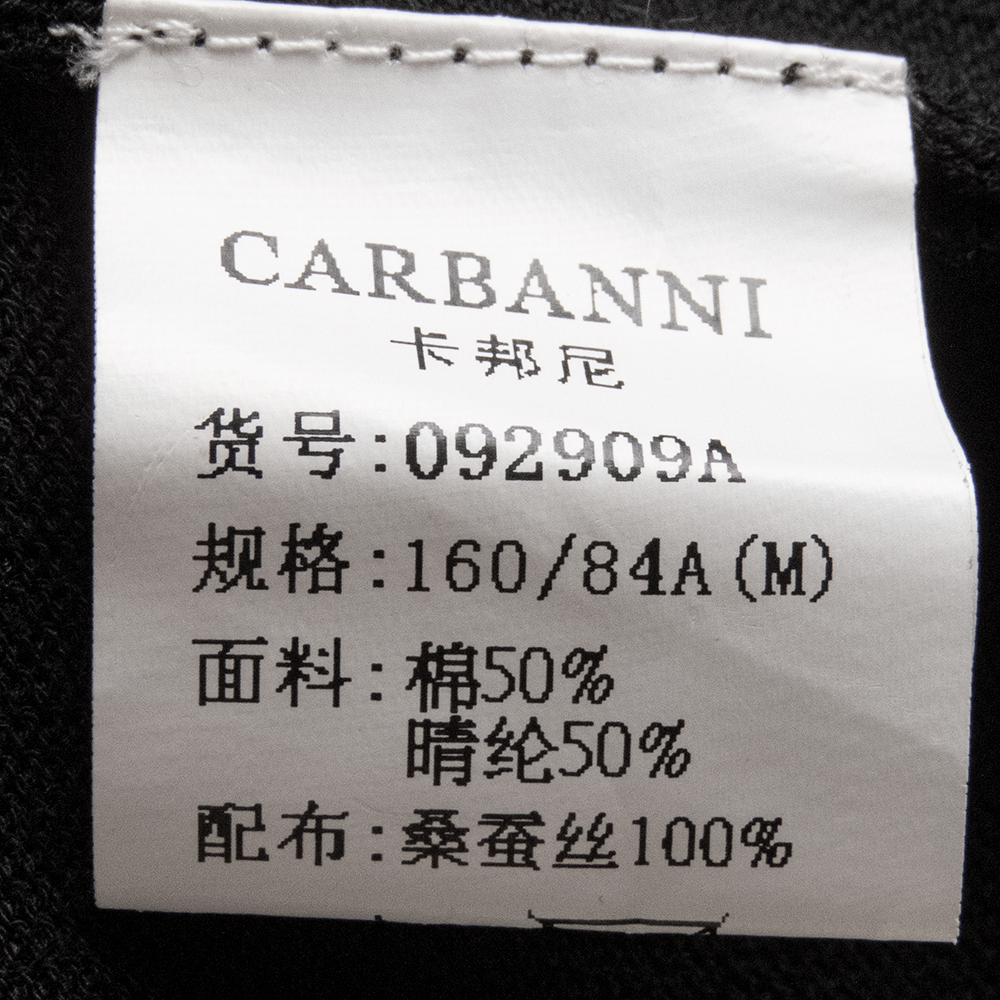 CARBANNI
卡邦尼
货号:092909A
规格:160/84A(M)
面料:棉50%
晴纶50%
配布:桑蚕丝100%